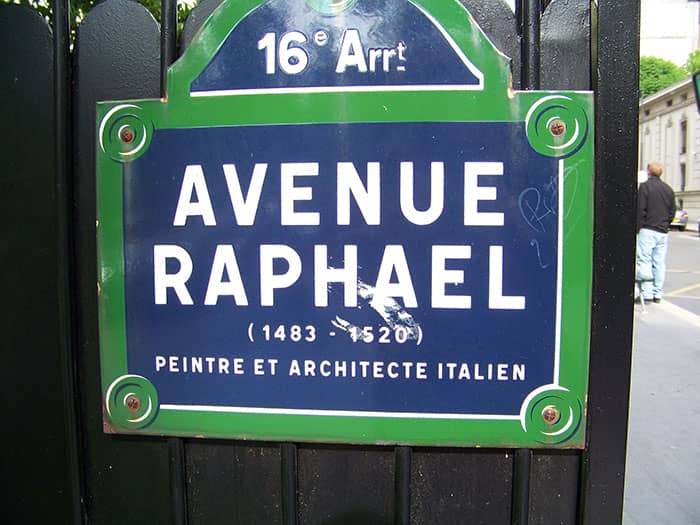 16e Arrt
AVENUE
RAPHAEL
(1483 - 1520)
PEINTRE ET ARCHITECTE ITALIEN